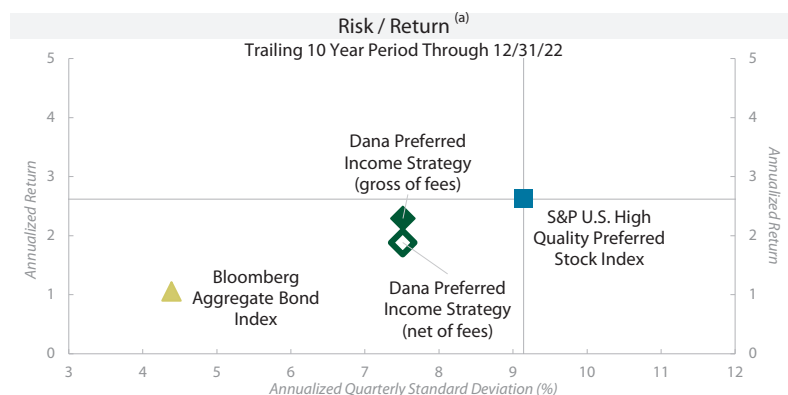 Risk / Return (a)
Trailing 10 Year Period Through 12/31/22
5
4
3
2
1
0
Annualized Return
5
4
3
2
1
0
Annualized Return
Dana Preferred
Income Strategy
(gross of fees)
S&P U.S. High
Quality Preferred
Stock Index
Bloomberg
Aggregate Bond
Index
Dana Preferred
Income Strategy
(net of fees)
3 4 5 6 7 8 9 10 11 12
Annualized Quarterly Standard Deviation (%)